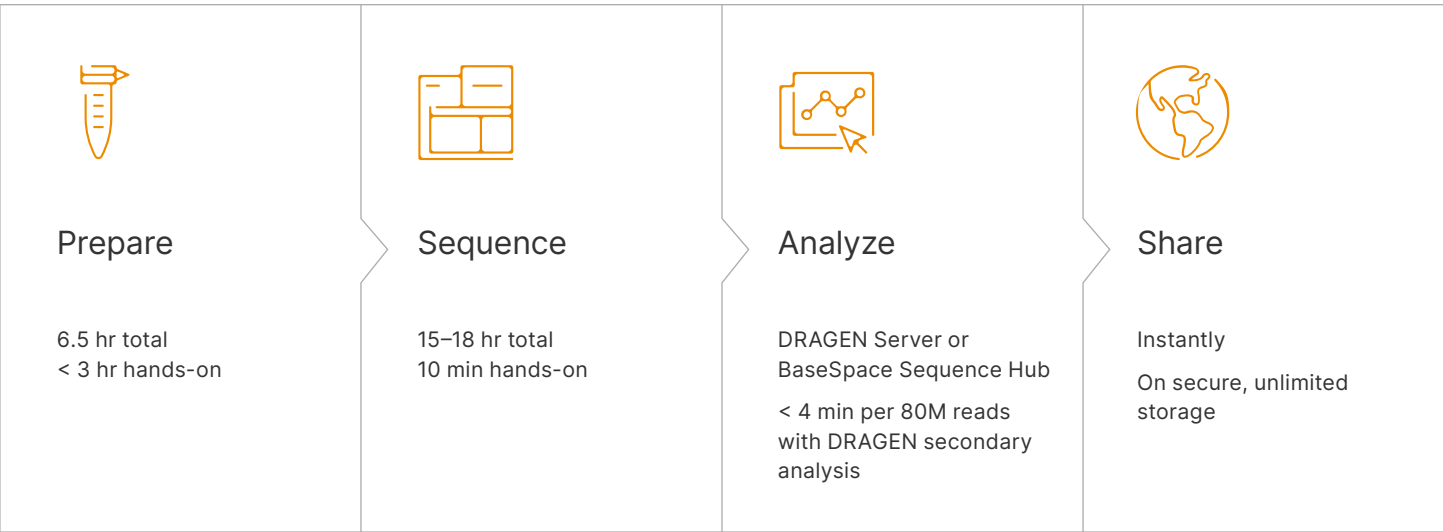 Prepare
6.5 hr total
< 3 hr hands-on
Sequence
15–18 hr total
10 min hands-on
Analyze
DRAGEN Server or
BaseSpace Sequence Hub
< 4 min per 80M reads
with DRAGEN secondary
analysis
Share
Instantly
On secure, unlimited
storage